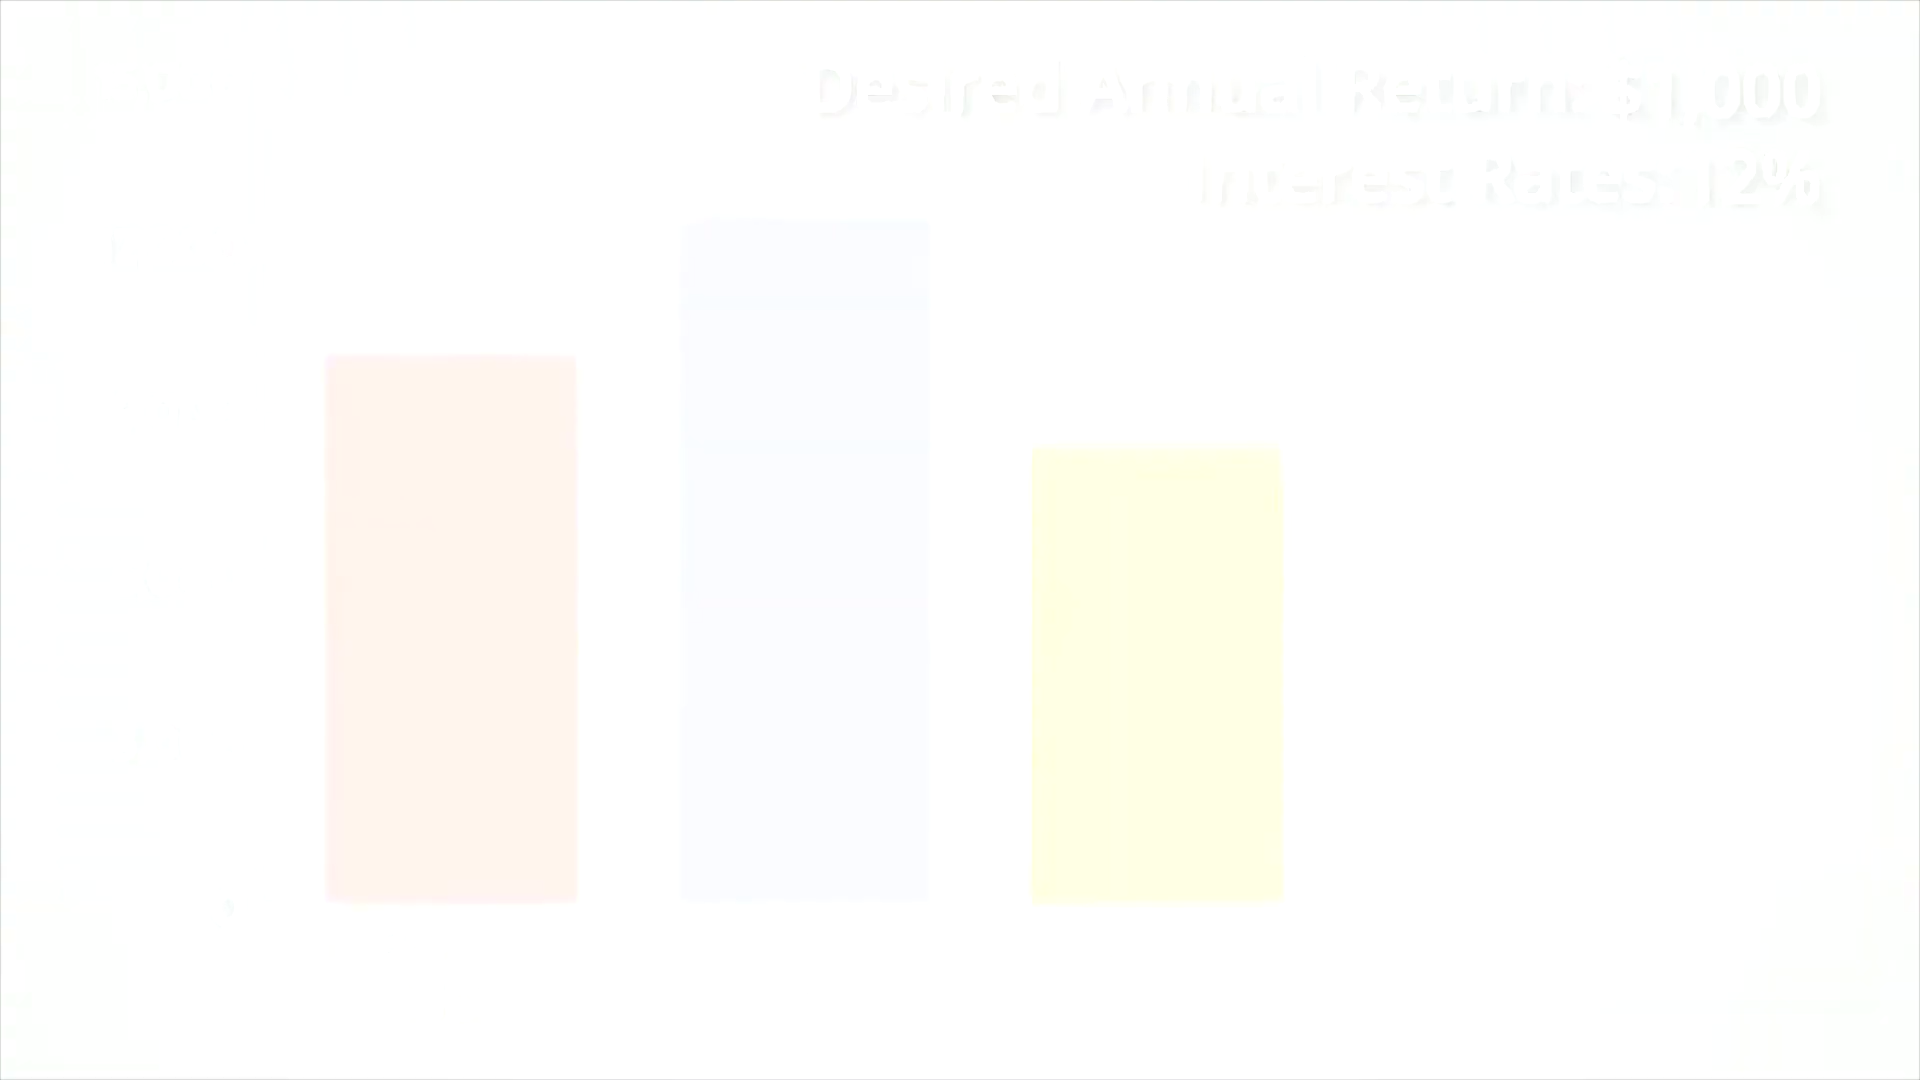 Desired Annual Return: $1,000
Interest Rates: 12%